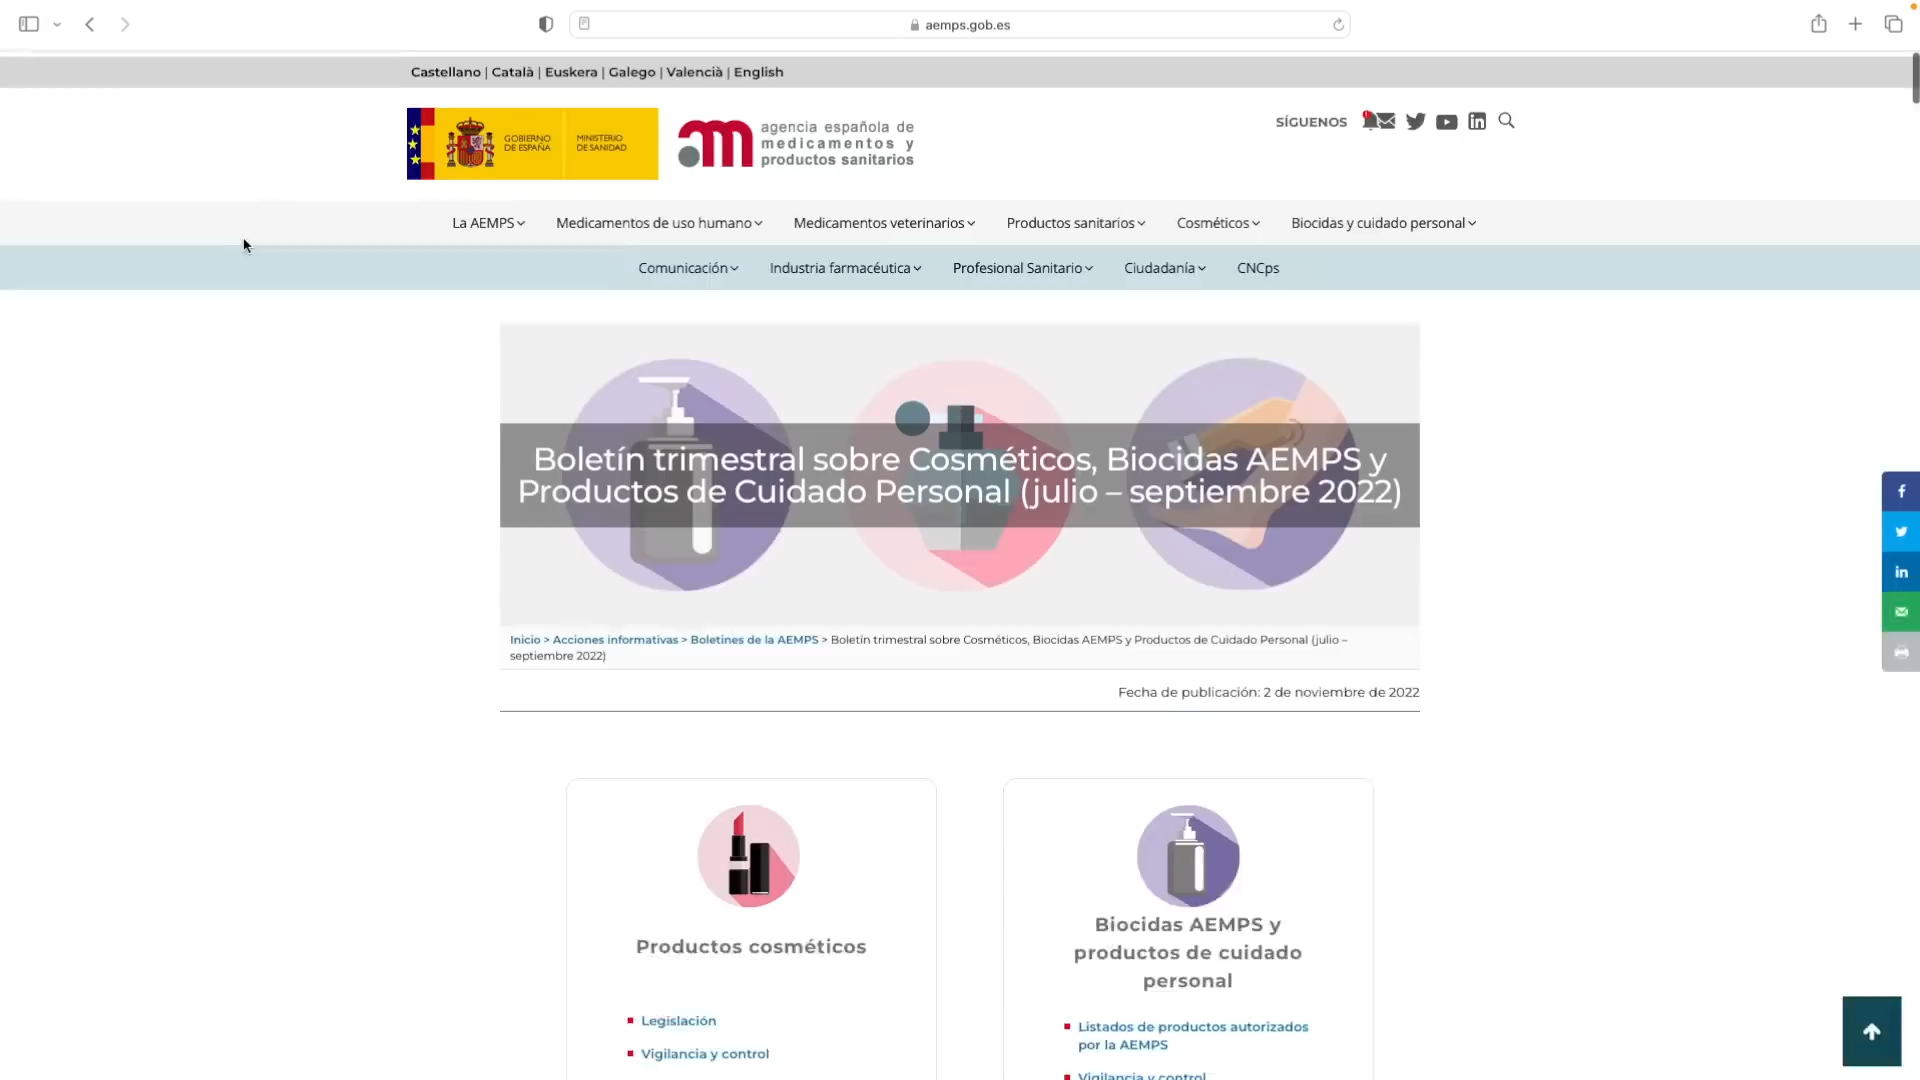 aemps.gob.es
Castellano | Català | Euskera | Galego | Valencià | English
GOBIERNO
DE ESPAÑA
MINISTERIO
DE SANIDAD
agencia española de
medicamentos y
productos sanitarios
SÍGUENOS
La AEMPS
Medicamentos de uso humano
Medicamentos veterinarios
Productos sanitarios
Cosméticos
Biocidas y cuidado personal
Comunicación
Industria farmacéutica
Profesional Sanitario
Ciudadanía
CNCps
Boletín trimestral sobre Cosméticos, Biocidas AEMPS y
Productos de Cuidado Personal (julio – septiembre 2022)
Inicio > Acciones informativas > Boletines de la AEMPS > Boletín trimestral sobre Cosméticos, Biocidas AEMPS y Productos de Cuidado Personal (julio –
septiembre 2022)
Fecha de publicación: 2 de noviembre de 2022
Productos cosméticos
Legislación
Vigilancia y control
Biocidas AEMPS y
productos de cuidado
personal
Listados de productos autorizados
por la AEMPS
Vigilancia y control